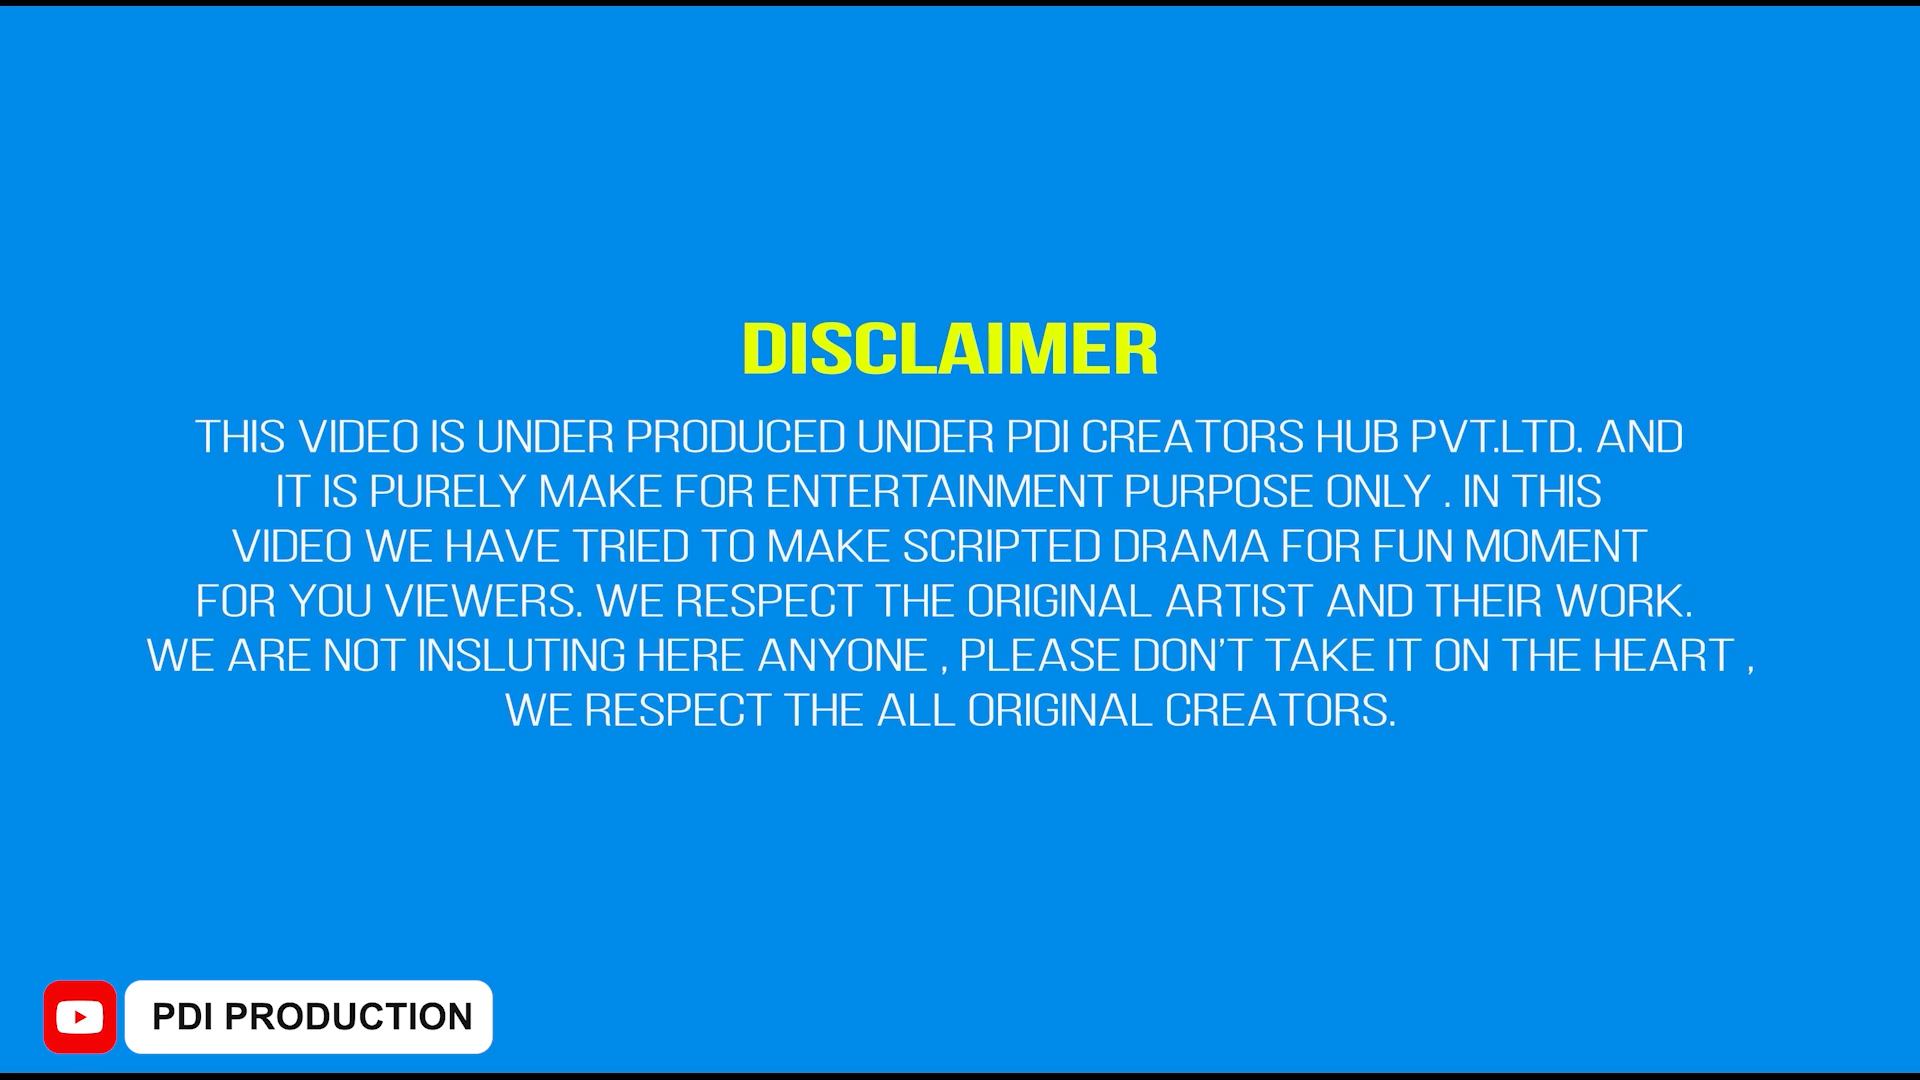 DISCLAIMER
THIS VIDEO IS UNDER PRODUCED UNDER PDI CREATORS HUB PVT.LTD. AND
IT IS PURELY MAKE FOR ENTERTAINMENT PURPOSE ONLY . IN THIS
VIDEO WE HAVE TRIED TO MAKE SCRIPTED DRAMA FOR FUN MOMENT
FOR YOU VIEWERS. WE RESPECT THE ORIGINAL ARTIST AND THEIR WORK.
WE ARE NOT INSLUTING HERE ANYONE , PLEASE DON’T TAKE IT ON THE HEART ,
WE RESPECT THE ALL ORIGINAL CREATORS.
PDI PRODUCTION